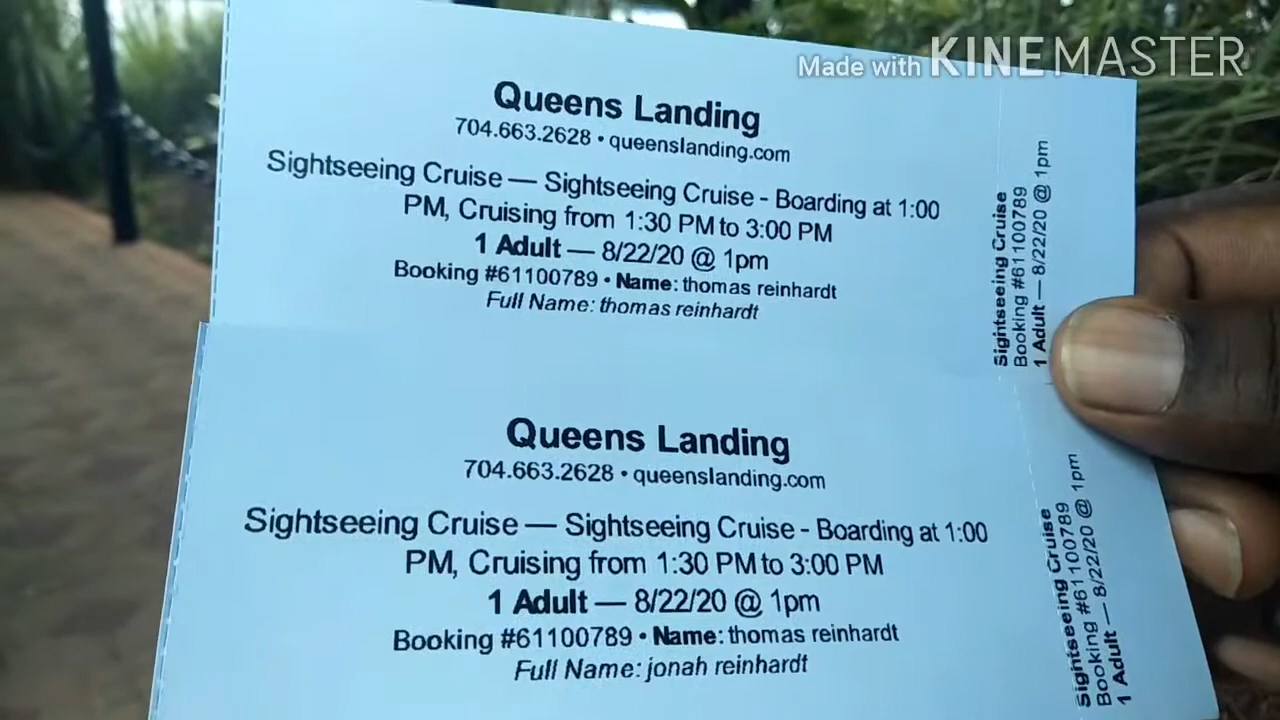 Made with KINEMASTER
Queens Landing
704.663.2628 • queenslanding.com
Sightseeing Cruise — Sightseeing Cruise - Boarding at 1:00
PM, Cruising from 1:30 PM to 3:00 PM
1 Adult — 8/22/20 @ 1pm
Booking #61100789 • Name: thomas reinhardt
Full Name: thomas reinhardt
Sightseeing Cruise
Booking #61100789
1 Adult — 8/22/20 @ 1pm
Queens Landing
704.663.2628 • queenslanding.com
Sightseeing Cruise — Sightseeing Cruise - Boarding at 1:00
PM, Cruising from 1:30 PM to 3:00 PM
1 Adult — 8/22/20 @ 1pm
Booking #61100789 • Name: thomas reinhardt
Full Name: jonah reinhardt
Sightseeing Cruise
Booking #61100789
1 Adult — 8/22/20 @ 1pm